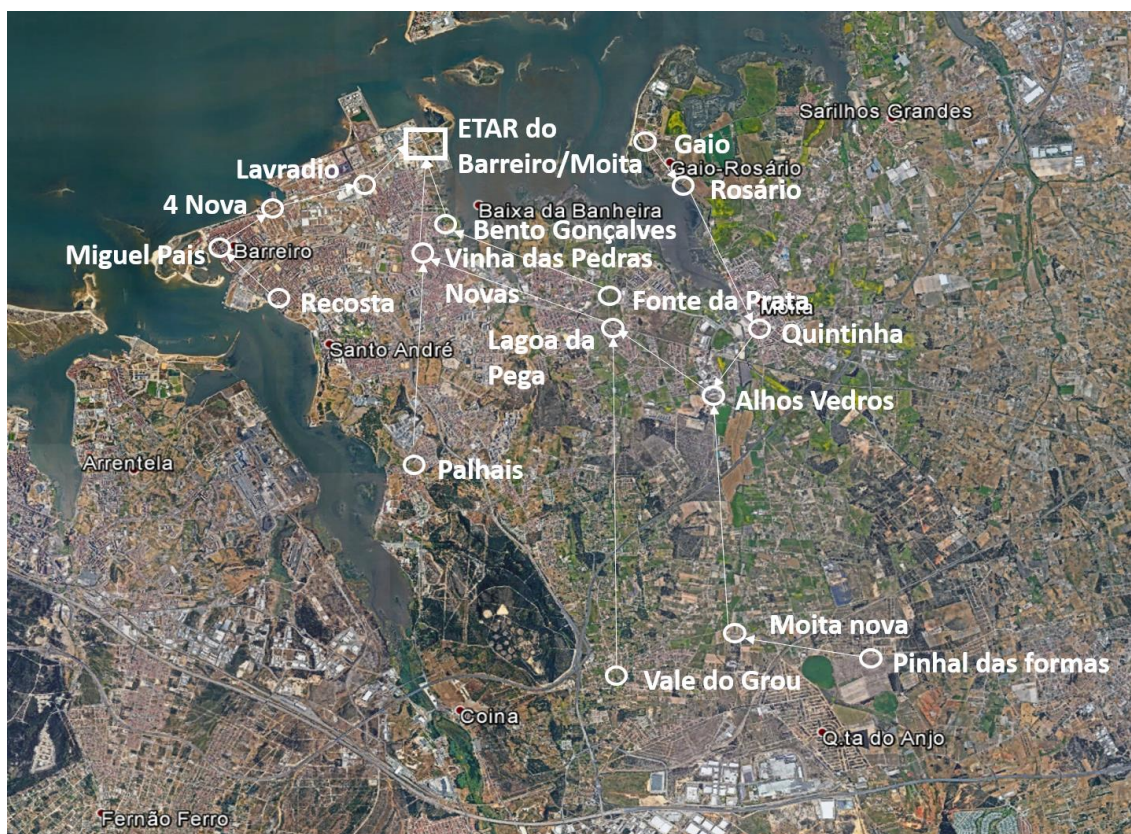 Sarilhos Grandes
ETAR do
Barreiro/Moita
Gaio
Gaio-Rosário
Lavradio
Rosário
4 Nova
Baixa da Banheira
Bento Gonçalves
Miguel Pais
Barreiro
Vinha das Pedras
Novas
Recosta
Fonte da Prata
Moita
Quintinha
Lagoa da
Pega
Santo André
Alhos Vedros
Arrentela
Palhais
Moita nova
Pinhal das formas
Vale do Grou
Coina
Q.ta do Anjo
Fernão Ferro